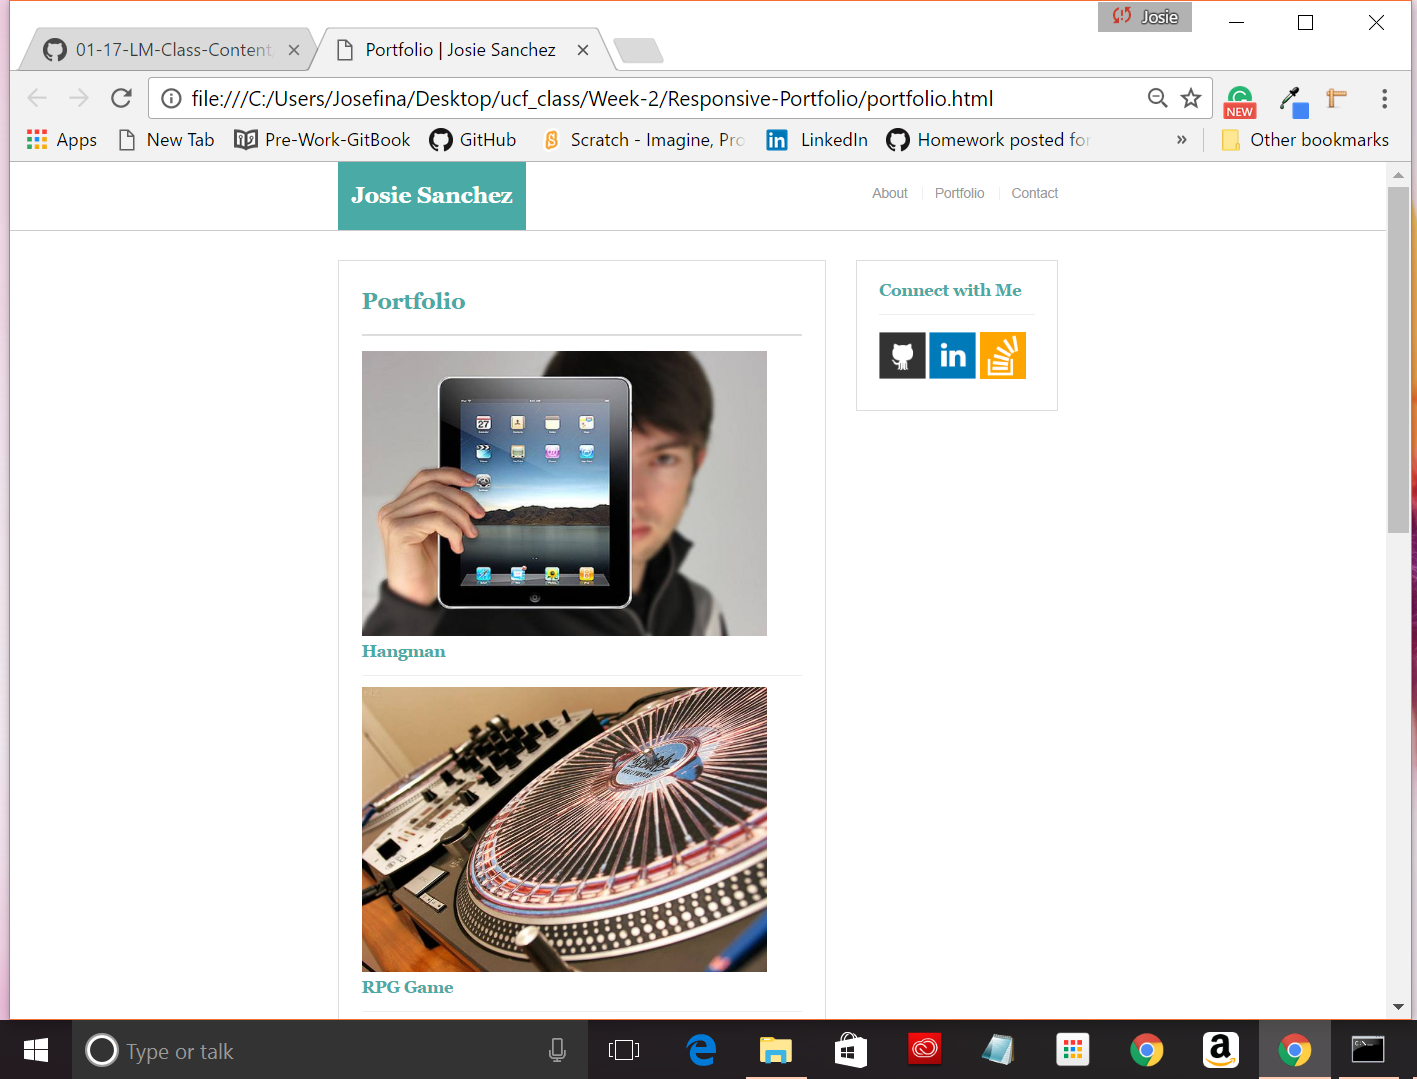 Josie
01-17-LM-Class-Content
Portfolio | Josie Sanchez
file:///C:/Users/Josefina/Desktop/ucf_class/Week-2/Responsive-Portfolio/portfolio.html
NEW
Apps
New Tab
Pre-Work-GitBook
GitHub
Scratch - Imagine, Pro
LinkedIn
Homework posted for
»
Other bookmarks
Josie Sanchez
About
Portfolio
Contact
Portfolio
Connect with Me
in
27
Hangman
RPG Game
Type or talk